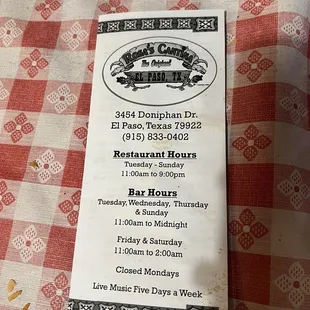 Rosa's Cantina
The Original
EL PASO, TX
3454 Doniphan Dr.
El Paso, Texas 79922
(915) 833-0402
Restaurant Hours
Tuesday - Sunday
11:00am to 9:00pm
Bar Hours
Tuesday, Wednesday, Thursday
& Sunday
11:00am to Midnight
Friday & Saturday
11:00am to 2:00am
Closed Mondays
Live Music Five Days a Week